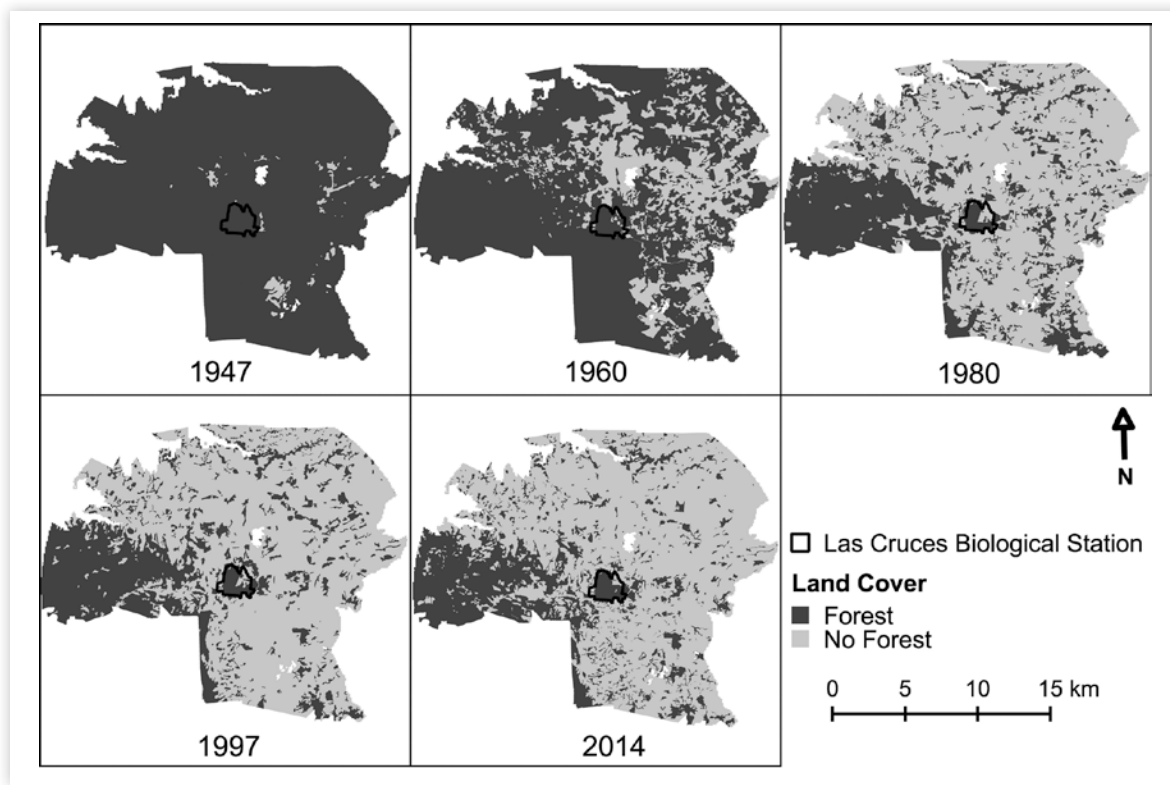 1947
1960
1980
N
1997
2014
Las Cruces Biological Station
Land Cover
Forest
No Forest
0 5 10 15 km